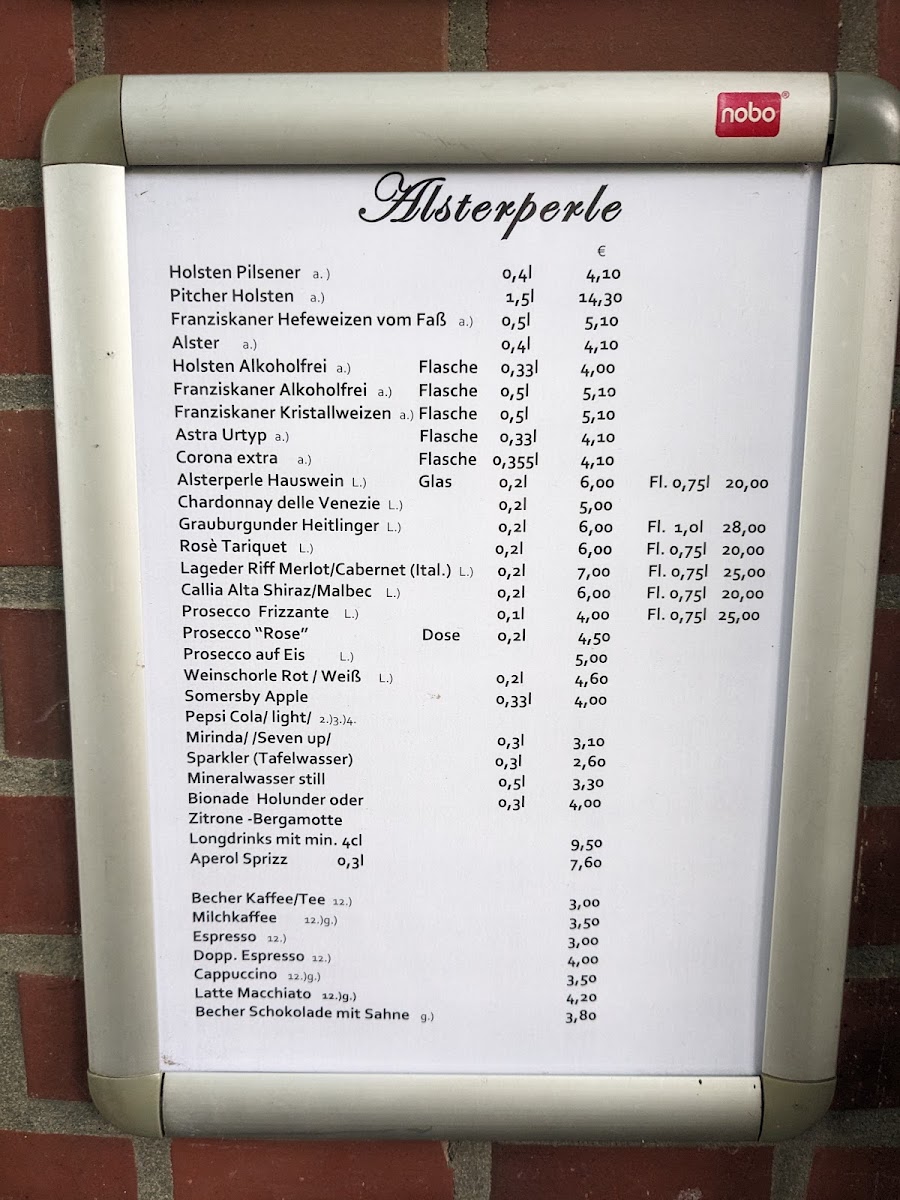 nobo®
Alsterperle
€
Holsten Pilsener a.) 0,4l 4,10
Pitcher Holsten a.) 1,5l 14,30
Franziskaner Hefeweizen vom Faß a.) 0,5l 5,10
Alster a.) 0,4l 4,10
Holsten Alkoholfrei a.) Flasche 0,33l 4,00
Franziskaner Alkoholfrei a.) Flasche 0,5l 5,10
Franziskaner Kristallweizen a.) Flasche 0,5l 5,10
Astra Urtyp a.) Flasche 0,33l 4,10
Corona extra a.) Flasche 0,355l 4,10
Alsterperle Hauswein L.) Glas 0,2l 6,00 Fl. 0,75l 20,00
Chardonnay delle Venezie L.) 0,2l 5,00
Grauburgunder Heitlinger L.) 0,2l 6,00 Fl. 1,0l 28,00
Rosè Tariquet L.) 0,2l 6,00 Fl. 0,75l 20,00
Lageder Riff Merlot/Cabernet (Ital.) L.) 0,2l 7,00 Fl. 0,75l 25,00
Callia Alta Shiraz/Malbec L.) 0,2l 6,00 Fl. 0,75l 20,00
Prosecco Frizzante L.) 0,1l 4,00 Fl. 0,75l 25,00
Prosecco “Rose” Dose 0,2l 4,50
Prosecco auf Eis L.) 5,00
Weinschorle Rot / Weiß L.) 0,2l 4,60
Somersby Apple 0,33l 4,00
Pepsi Cola/ light/ 2.)3.)4.
Mirinda/ /Seven up/ 0,3l 3,10
Sparkler (Tafelwasser) 0,3l 2,60
Mineralwasser still 0,5l 3,30
Bionade Holunder oder 0,3l 4,00
Zitrone -Bergamotte
Longdrinks mit min. 4cl 9,50
Aperol Sprizz 0,3l 7,60
Becher Kaffee/Tee 12.) 3,00
Milchkaffee 12.)g.) 3,50
Espresso 12.) 3,00
Dopp. Espresso 12.) 4,00
Cappuccino 12.)g.) 3,50
Latte Macchiato 12.)g.) 4,20
Becher Schokolade mit Sahne g.) 3,80